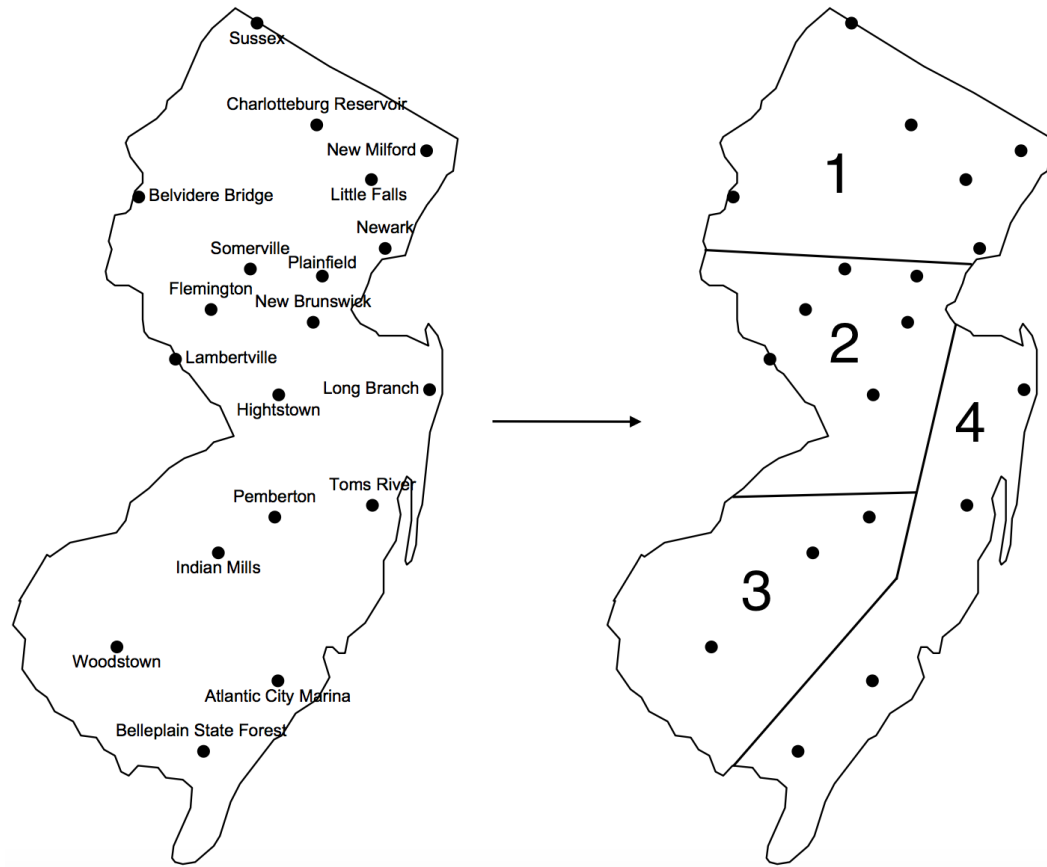 Sussex
Charlotteburg Reservoir
New Milford
Little Falls
Belvidere Bridge
Newark
Somerville
Plainfield
Flemington
New Brunswick
Lambertville
Long Branch
Hightstown
Toms River
Pemberton
Indian Mills
Woodstown
Atlantic City Marina
Belleplain State Forest
1
2
4
3